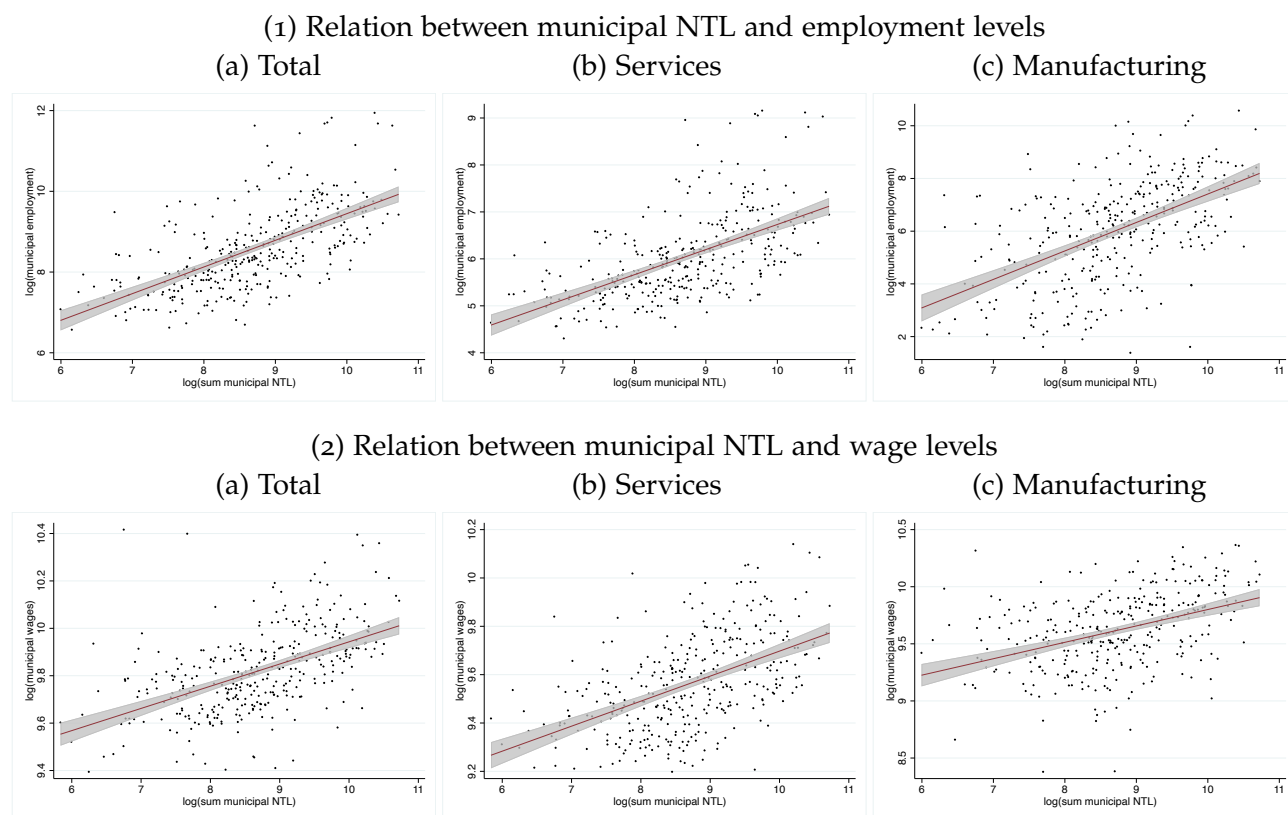 (1) Relation between municipal NTL and employment levels
(a) Total
(b) Services
(c) Manufacturing
log(municipal employment)
6 8 10 12
6 7 8 9 10 11
log(sum municipal NTL)
log(municipal employment)
4 5 6 7 8 9
6 7 8 9 10 11
log(sum municipal NTL)
log(municipal employment)
2 4 6 8 10
6 7 8 9 10 11
log(sum municipal NTL)
(2) Relation between municipal NTL and wage levels
(a) Total
(b) Services
(c) Manufacturing
log(municipal wages)
9.4 9.6 9.8 10 10.2 10.4
6 7 8 9 10 11
log(sum municipal NTL)
log(municipal wages)
9.2 9.4 9.6 9.8 10 10.2
6 7 8 9 10 11
log(sum municipal NTL)
log(municipal wages)
8.5 9 9.5 10 10.5
6 7 8 9 10 11
log(sum municipal NTL)